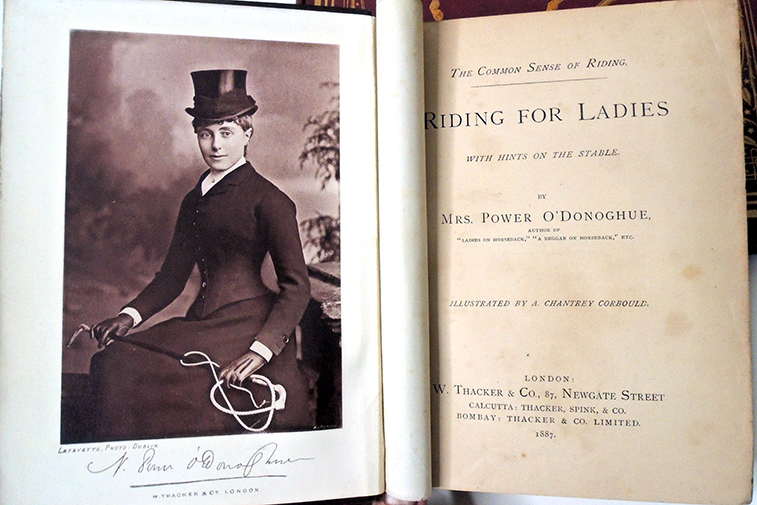 LAFAYETTE, PHOTO. DUBLIN
N. Power O'Donoghue
W. THACKER & CO. LONDON
THE COMMON SENSE OF RIDING.
RIDING FOR LADIES
WITH HINTS ON THE STABLE.
BY
MRS. POWER O'DONOGHUE,
AUTHOR OF
"LADIES ON HORSEBACK," "A BEGGAR ON HORSEBACK," ETC.
ILLUSTRATED BY A. CHANTREY CORBOULD.
LONDON:
W. THACKER & CO., 87, NEWGATE STREET
CALCUTTA: THACKER, SPINK, & CO.
BOMBAY: THACKER & CO. LIMITED.
1887.